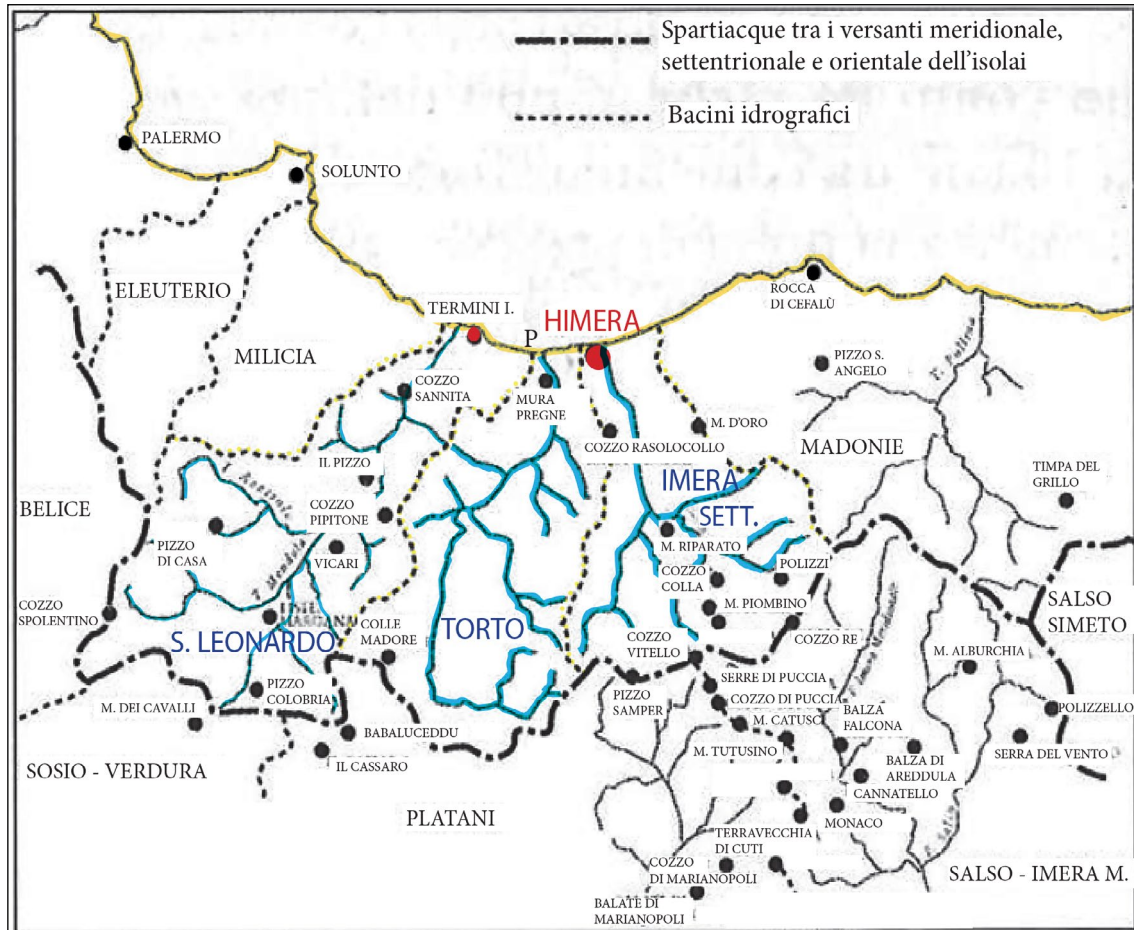 Spartiacque tra i versanti meridionale,
settentrionale e orientale dell'isolai
Bacini idrografici
PALERMO
SOLUNTO
ELEUTERIO
MILICIA
TERMINI I.
P
HIMERA
ROCCA
DI CEFALÙ
PIZZO S.
ANGELO
COZZO
SANNITA
MURA
PREGNE
M. D'ORO
COZZO RASOLOCOLLO
MADONIE
F. Pollina
IL PIZZO
TIMPA DEL
GRILLO
BELICE
IMERA
SETT.
COZZO
PIPITONE
PIZZO
DI CASA
VICARI
M. RIPARATO
POLIZZI
COZZO
COLLA
M. PIOMBINO
COZZO
SPOLENTINO
S. LEONARDO
COLLE
MADORE
TORTO
COZZO
VITELLO
COZZO RE
SALSO
SIMETO
M. ALBURCHIA
SERRE DI PUCCIA
COZZO DI PUCCIA
PIZZO
SAMPER
PIZZO
COLOBRIA
M. DEI CAVALLI
M. CATUSCI
BALZA
FALCONA
POLIZZELLO
BABALUCEDDU
IL CASSARO
M. TUTUSINO
BALZA DI
AREDDULA
SERRA DEL VENTO
SOSIO - VERDURA
CANNATELLO
PLATANI
MONACO
TERRAVECCHIA
DI CUTI
COZZO
DI MARIANOPOLI
SALSO - IMERA M.
BALATE DI
MARIANOPOLI